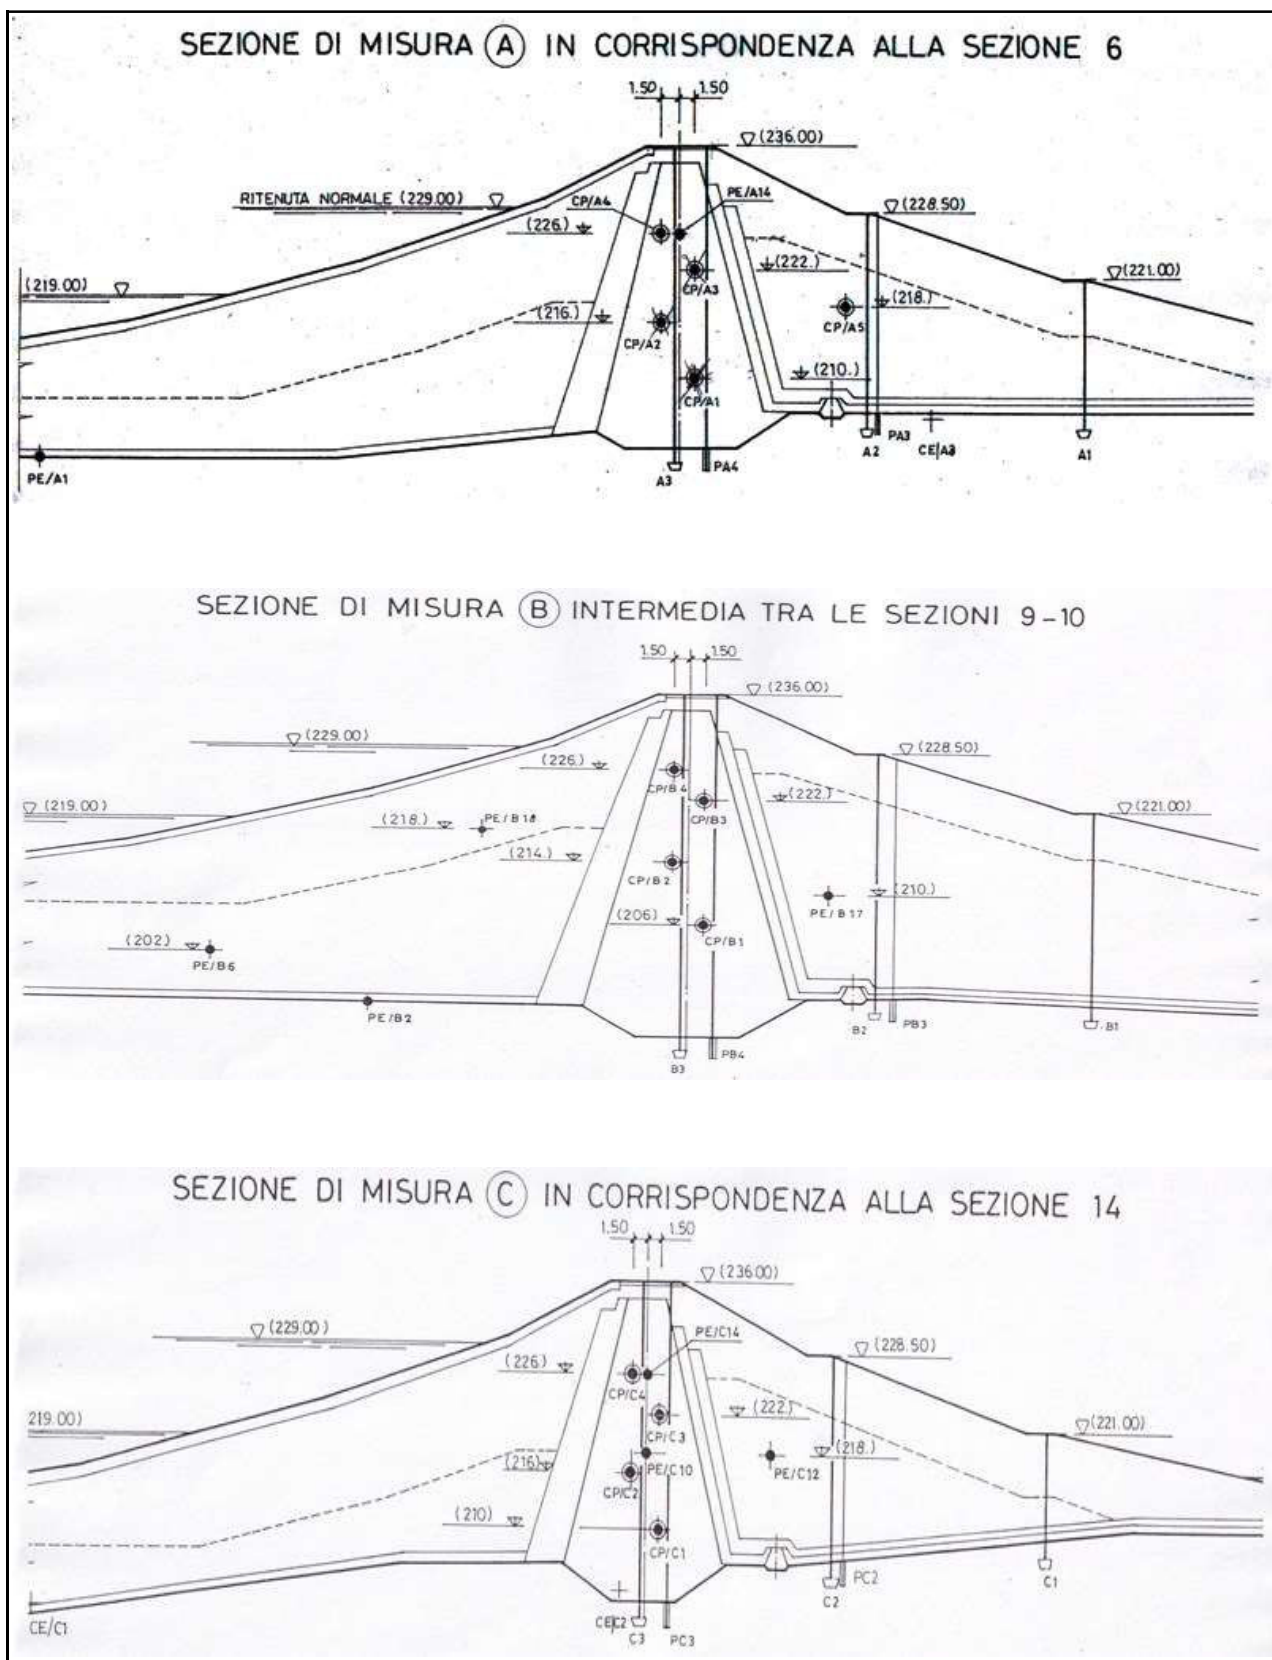 SEZIONE DI MISURA (A) IN CORRISPONDENZA ALLA SEZIONE 6
1.50 1.50
(236.00)
RITENUTA NORMALE (229.00)
CP/A4
PE/A14
(228.50)
(226.)
(222.)
CP/A3
(219.00)
(221.00)
(216.)
(218.)
CP/A2
CP/A5
(210.)
CP/A1
PE/A1
A3
PA4
A2
PA3
CE/A3
A1
SEZIONE DI MISURA (B) INTERMEDIA TRA LE SEZIONI 9-10
1.50 1.50
(236.00)
(229.00)
(228.50)
(226.)
CP/B4
(222.)
(219.00)
CP/B3
(221.00)
(218.)
PE/B18
(214.)
CP/B2
(210.)
PE/B17
(206)
CP/B1
(202.)
PE/B6
PE/B2
B3
PB4
B2
PB3
B1
SEZIONE DI MISURA (C) IN CORRISPONDENZA ALLA SEZIONE 14
1.50 1.50
(236.00)
(229.00)
PE/C14
(228.50)
(226.)
CP/C4
219.00)
(222.)
(221.00)
CP/C3
(216.)
PE/C10
PE/C12
(218.)
CP/C2
(210)
CP/C1
CE/C1
CE/C2
C3
PC3
C2
PC2
C1